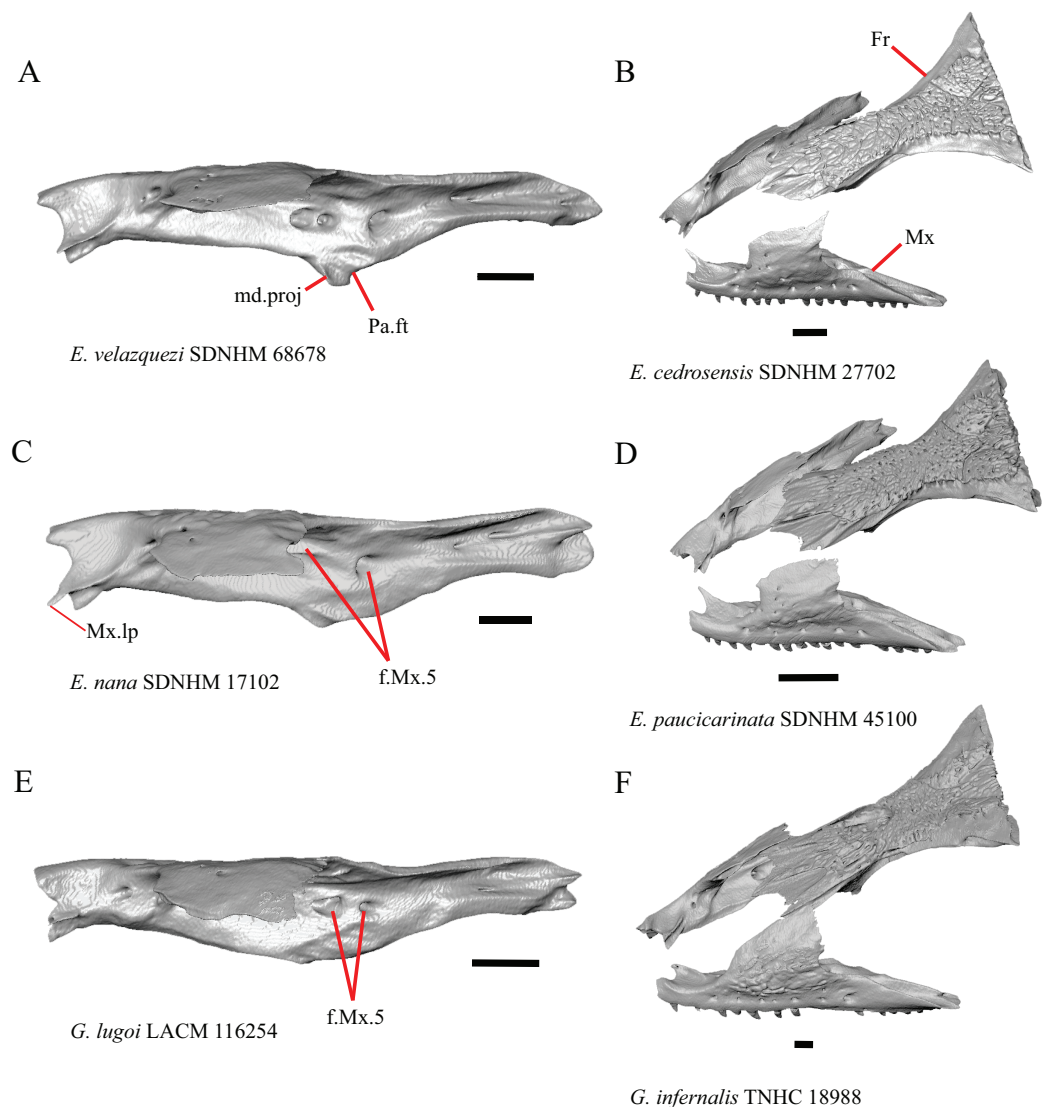 A
md.proj
Pa.ft
E. velazquezi SDNHM 68678
B
Fr
Mx
E. cedrosensis SDNHM 27702
C
Mx.lp
f.Mx.5
E. nana SDNHM 17102
D
E. paucicarinata SDNHM 45100
E
f.Mx.5
G. lugoi LACM 116254
F
G. infernalis TNHC 18988